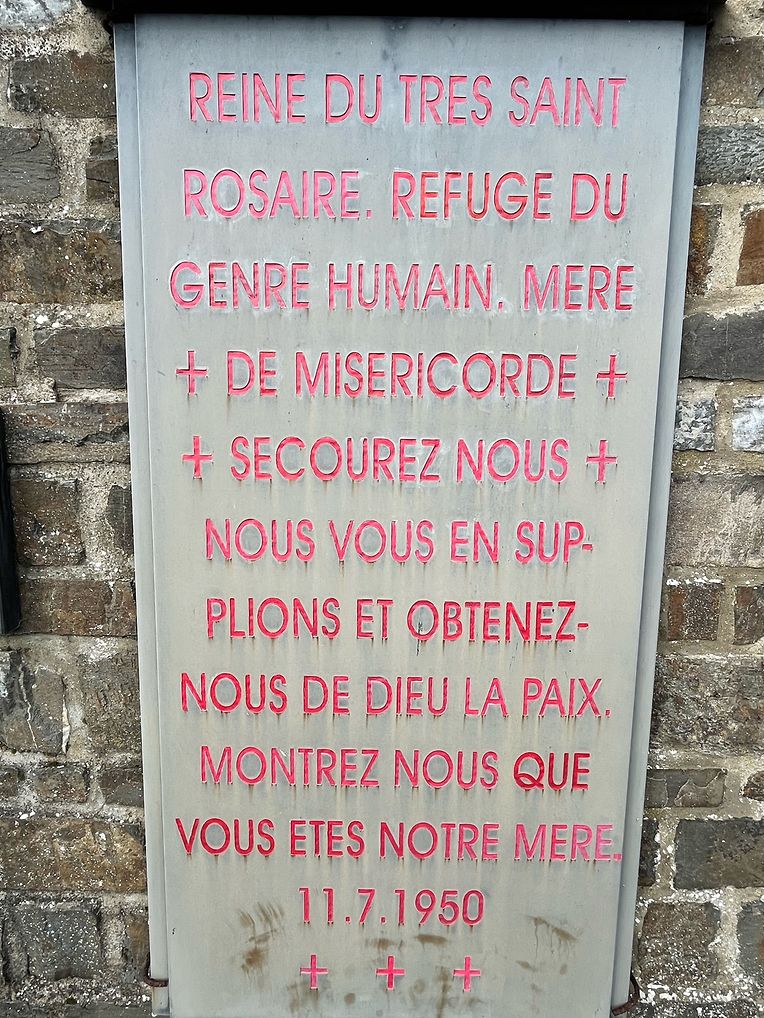 REINE DU TRES SAINT
ROSAIRE. REFUGE DU
GENRE HUMAIN. MERE
+ DE MISERICORDE +
+ SECOUREZ NOUS +
NOUS VOUS EN SUP-
PLIONS ET OBTENEZ-
NOUS DE DIEU LA PAIX.
MONTREZ NOUS QUE
VOUS ETES NOTRE MERE.
11.7.1950
+ + +